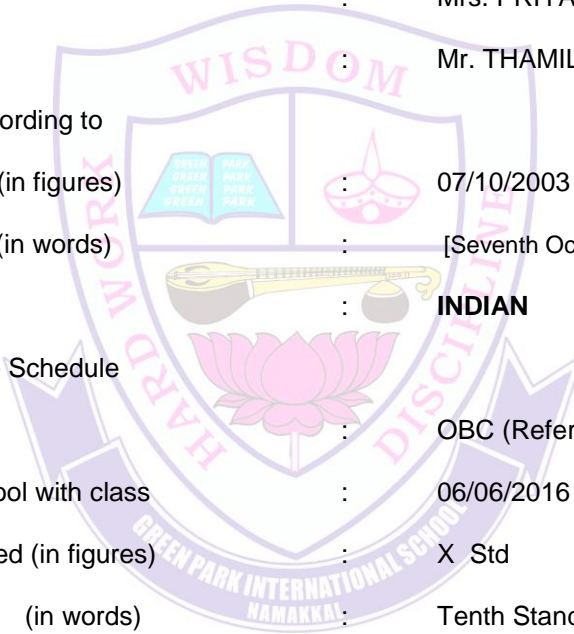 : Mrs. PRIYA
WISDOM
: Mr. THAMIL
ording to
(in figures) : 07/10/2003
GREEN PARK
GREEN PARK
GREEN PARK
GREEN PARK
(in words) : [Seventh Oc
HARD WORK
DISCIPLINE
: INDIAN
Schedule
: OBC (Refer
ool with class : 06/06/2016
ed (in figures) : X Std
GREEN PARK INTERNATIONAL SCHOOL
NAMAKKAL
(in words) : Tenth Stand